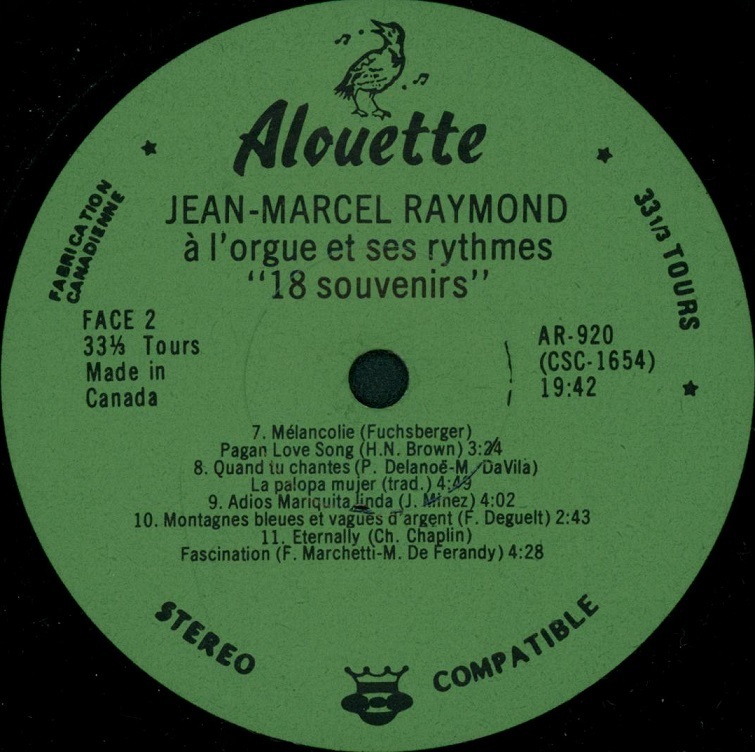 Alouette
FABRICATION
CANADIENNE
33 1/3 TOURS
JEAN-MARCEL RAYMOND
à l'orgue et ses rythmes
"18 souvenirs"
FACE 2
33⅓ Tours
Made in
Canada
AR-920
(CSC-1654)
19:42
7. Mélancolie (Fuchsberger)
Pagan Love Song (H.N. Brown) 3:24
8. Quand tu chantes (P. Delanoë-M. DaVila)
La palopa mujer (trad.) 4:49
9. Adios Mariquita linda (J. Minez) 4:02
10. Montagnes bleues et vagues d'argent (F. Deguelt) 2:43
11. Eternally (Ch. Chaplin)
Fascination (F. Marchetti-M. De Ferandy) 4:28
STEREO
COMPATIBLE